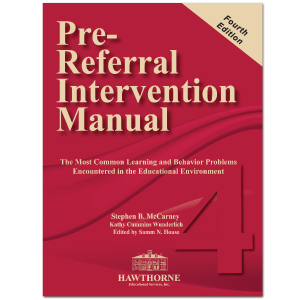 Fourth
Edition
Pre-
Referral
Intervention
Manual
The Most Common Learning and Behavior Problems
Encountered in the Educational Environment
Stephen B. McCarney
Kathy Cummins Wunderlich
Edited by Samm N. House
4
HAWTHORNE
Educational Services, Inc.